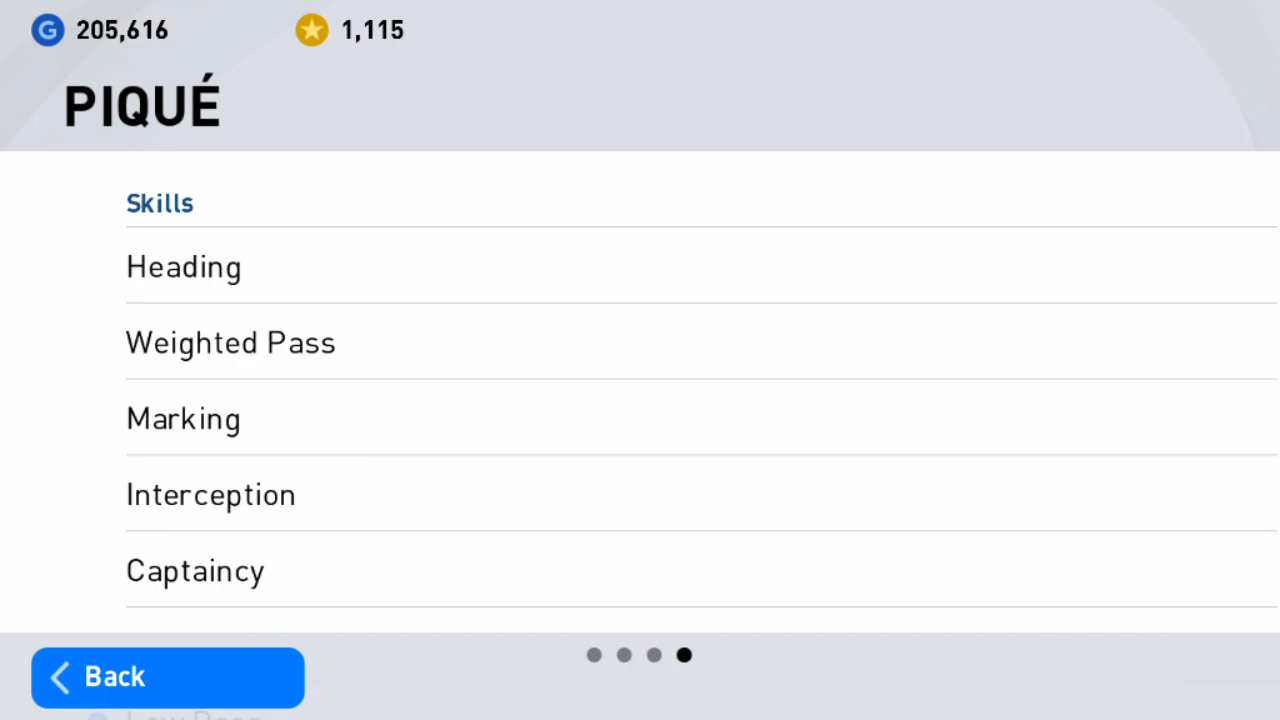 G 205,616 1,115
PIQUÉ
Skills
Heading
Weighted Pass
Marking
Interception
Captaincy
Back